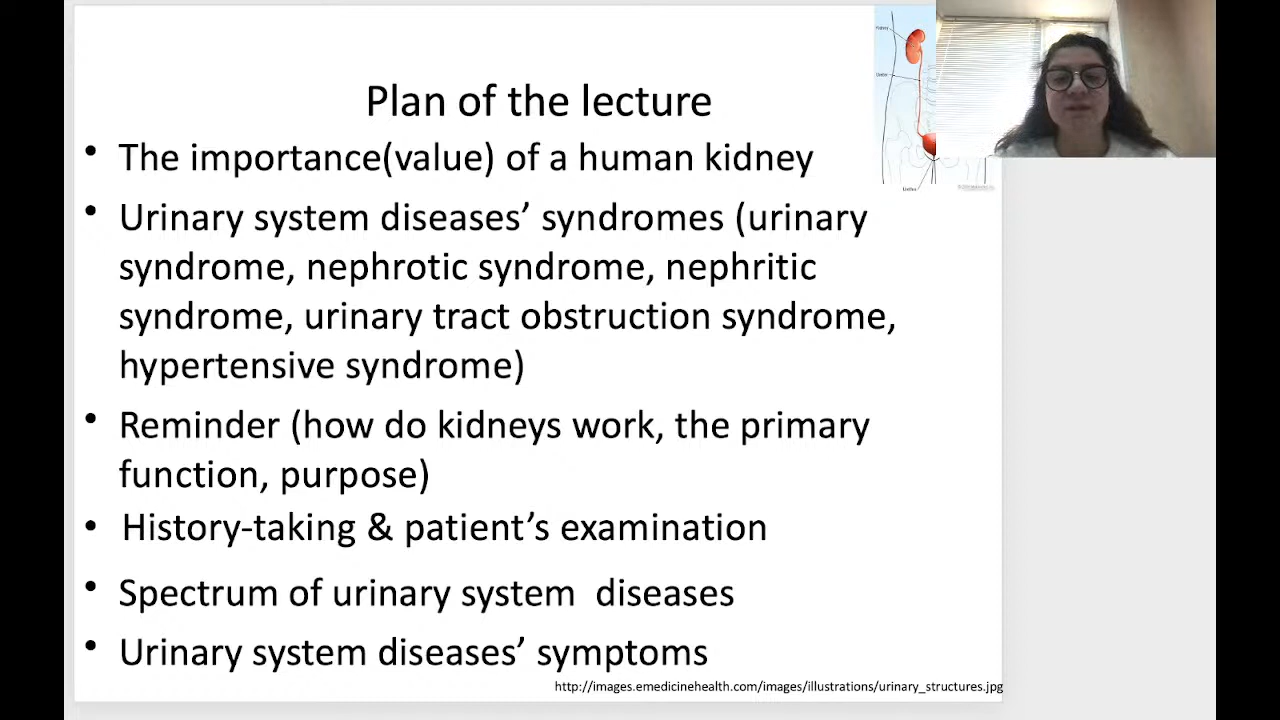 Plan of the lecture
• The importance(value) of a human kidney
• Urinary system diseases’ syndromes (urinary
syndrome, nephrotic syndrome, nephritic
syndrome, urinary tract obstruction syndrome,
hypertensive syndrome)
• Reminder (how do kidneys work, the primary
function, purpose)
• History-taking & patient’s examination
• Spectrum of urinary system diseases
• Urinary system diseases’ symptoms
http://images.emedicinehealth.com/images/illustrations/urinary_structures.jpg
Ureter